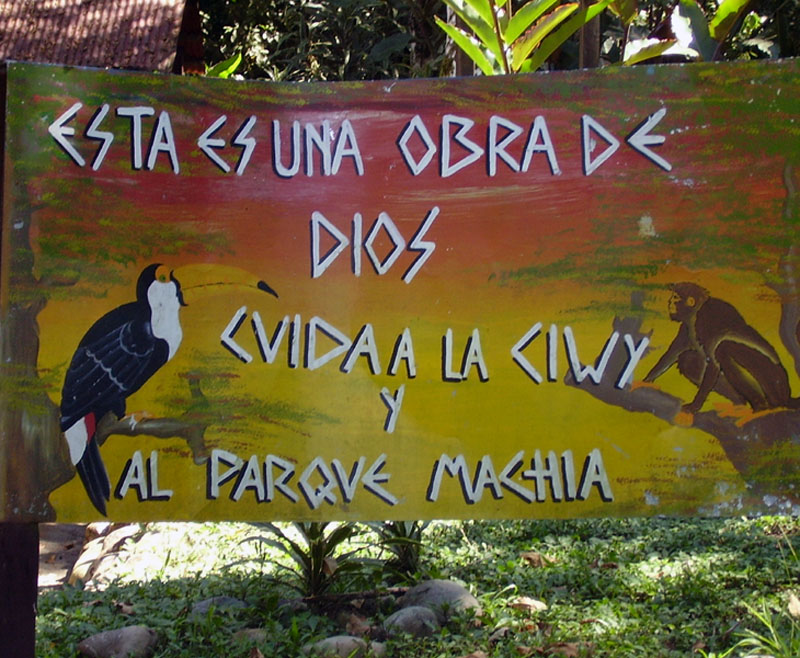 ESTA ES UNA OBRA DE
DIOS
CUIDA A LA CIWY
Y
AL PARQUE MACHIA